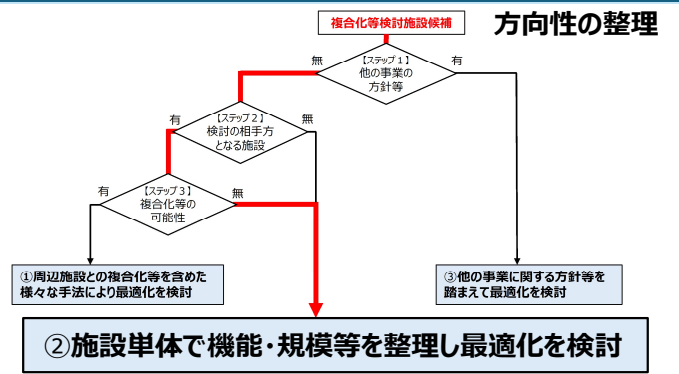 方向性の整理
複合化等検討施設候補
【ステップ1】
他の事業の
方針等
無
有
【ステップ2】
検討の相手方
となる施設
有
無
【ステップ3】
複合化等の
可能性
有
無
①周辺施設との複合化等を含めた
様々な手法により最適化を検討
③他の事業に関する方針等を
踏まえて最適化を検討
②施設単体で機能・規模等を整理し最適化を検討